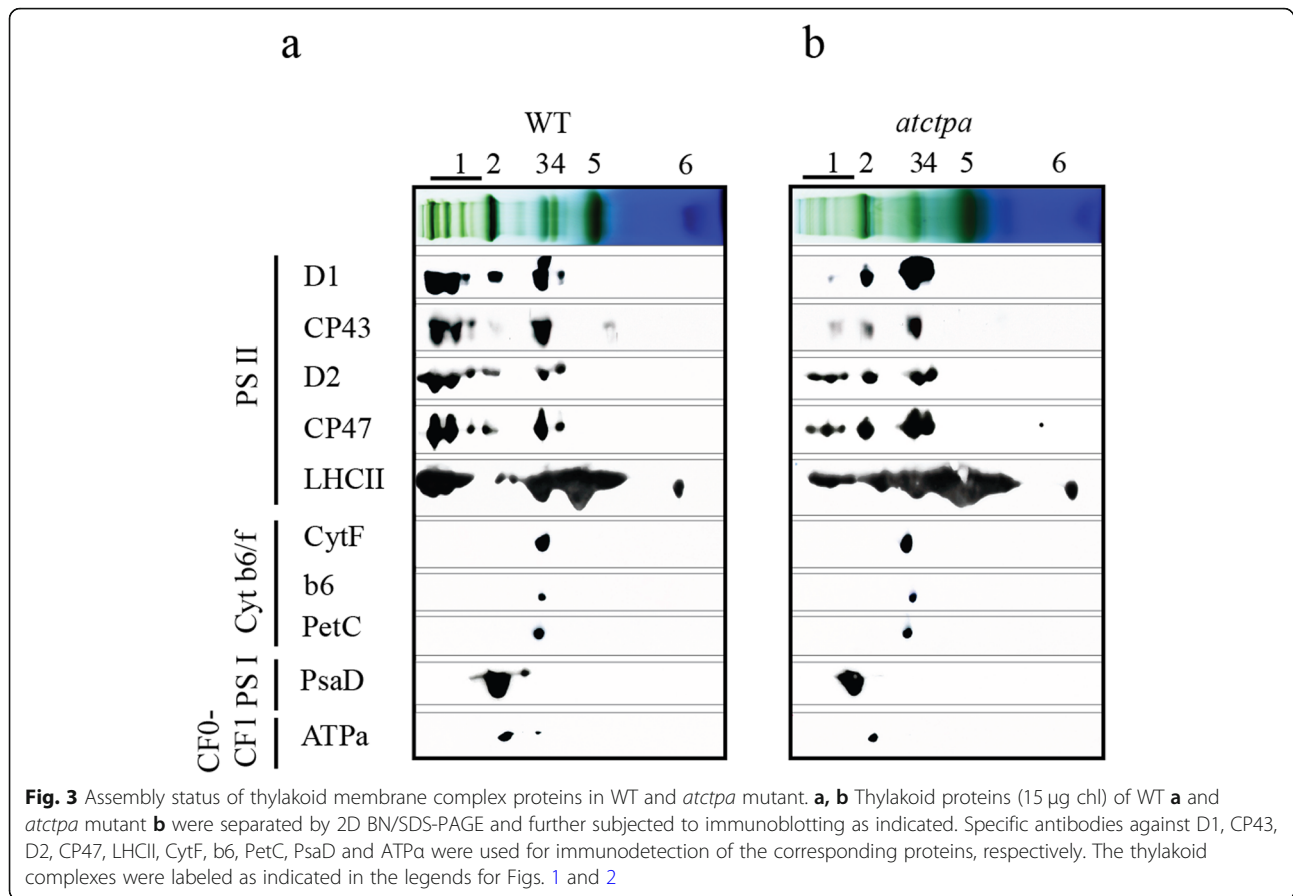 a
b
WT
atctpa
1 2 34 5 6
1 2 34 5 6
PS II
D1
CP43
D2
CP47
LHCII
Cyt b6/f
CytF
b6
PetC
PS I
PsaD
CF0-
CF1
ATPa
Fig. 3 Assembly status of thylakoid membrane complex proteins in WT and atctpa mutant. a, b Thylakoid proteins (15 μg chl) of WT a and
atctpa mutant b were separated by 2D BN/SDS-PAGE and further subjected to immunoblotting as indicated. Specific antibodies against D1, CP43,
D2, CP47, LHCII, CytF, b6, PetC, PsaD and ATPα were used for immunodetection of the corresponding proteins, respectively. The thylakoid
complexes were labeled as indicated in the legends for Figs. 1 and 2